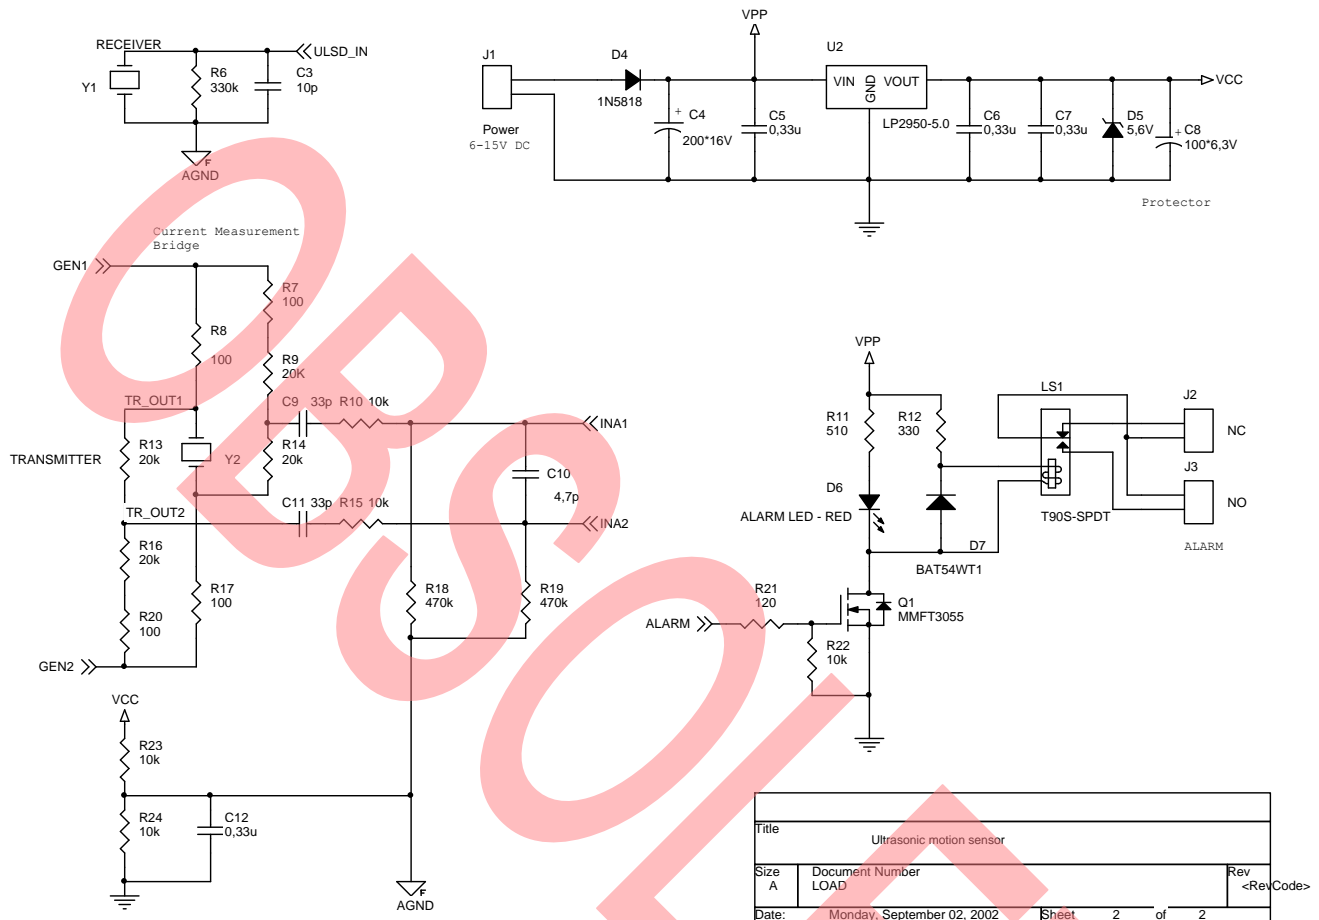 RECEIVER
ULSD_IN
Y1
R6
330k
C3
10p
F
AGND
VPP
J1
D4
1N5818
U2
VIN
GND
VOUT
LP2950-5.0
VCC
Power
6-15V DC
+
C4
200*16V
C5
0,33u
C6
0,33u
C7
0,33u
D5
5,6V
+
C8
100*6,3V
Protector
Current Measurement
Bridge
GEN1
R7
100
R8
100
R9
20K
TR_OUT1
C9 33p R10 10k
INA1
R13
20k
TRANSMITTER
Y2
R14
20k
C10
4,7p
TR_OUT2
C11 33p R15 10k
INA2
R16
20k
R17
100
R18
470k
R19
470k
R20
100
GEN2
VCC
R23
10k
R24
10k
C12
0,33u
F
AGND
VPP
R11
510
R12
330
LS1
J2
NC
J3
NO
D6
ALARM LED - RED
T90S-SPDT
ALARM
D7
BAT54WT1
R21
120
Q1
MMFT3055
ALARM
R22
10k
Title
Ultrasonic motion sensor
Size
A
Document Number
LOAD
Rev
<RevCode>
Date:
Monday, September 02, 2002
Sheet
2 of 2
OBSOLE